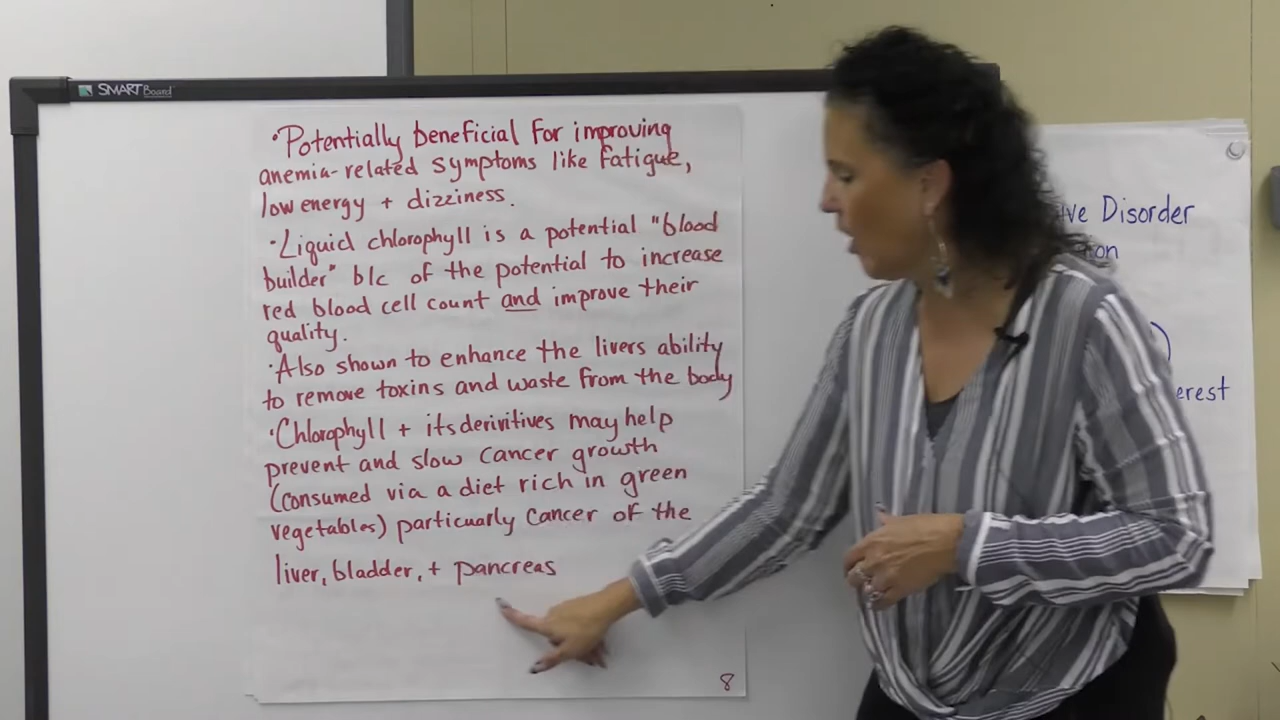 SMART Board
•Potentially beneficial for improving
anemia-related symptoms like fatigue,
low energy + dizziness.
•Liquid chlorophyll is a potential "blood
builder" b/c of the potential to increase
red blood cell count and improve their
quality.
•Also shown to enhance the livers ability
to remove toxins and waste from the body
•Chlorophyll + its derivitives may help
prevent and slow cancer growth
(consumed via a diet rich in green
vegetables) particuarly cancer of the
liver, bladder, + pancreas
8
Disorder